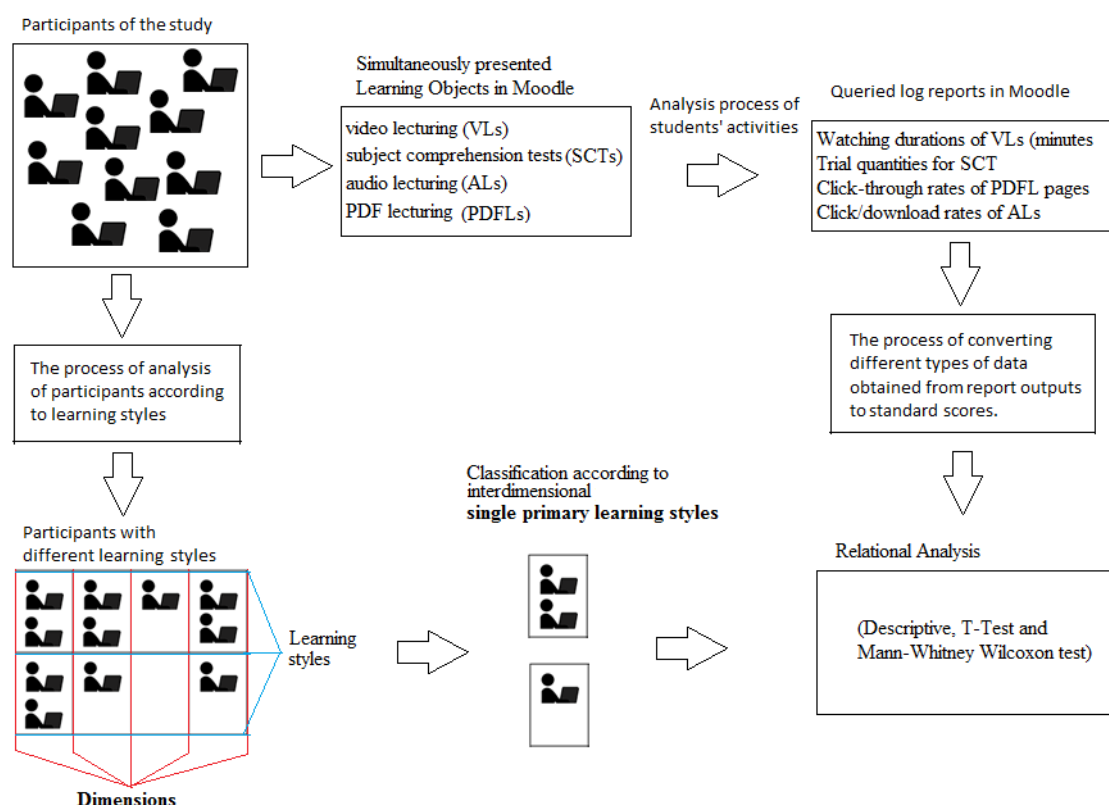 Participants of the study
Simultaneously presented
Learning Objects in Moodle
video lecturing (VLs)
subject comprehension tests (SCTs)
audio lecturing (ALs)
PDF lecturing (PDFLs)
Analysis process of
students' activities
Queried log reports in Moodle
Watching durations of VLs (minutes
Trial quantities for SCT
Click-through rates of PDFL pages
Click/download rates of ALs
The process of analysis
of participants according
to learning styles
The process of converting
different types of data
obtained from report outputs
to standard scores.
Participants with
different learning styles
Learning
styles
Dimensions
Classification according to
interdimensional
single primary learning styles
Relational Analysis
(Descriptive, T-Test and
Mann-Whitney Wilcoxon test)